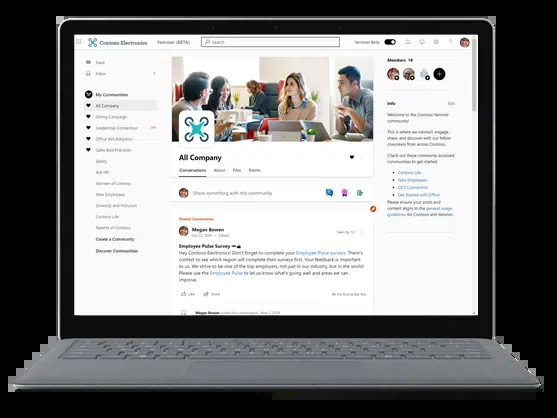 Contoso Electronics
Yammer (BETA)
Search
Yammer Beta
Feed
Inbox
My Communities
All Company
Giving Campaign
Leadership Connection
Office 365 Adoption
Sales Best Practices
Safety
Ask HR
Women of Contoso
New Employees
Diversity and Inclusion
Contoso Life
Parents of Contoso
Create a Community
Discover Communities
All Company
Conversations About Files Events
Share something with this community
Pinned Conversation
Megan Bowen
Seen by 12
Employee Pulse Survey
Hey Contoso Electronics! Don't forget to complete your Employee Pulse surveys. There's
contest to see which region will complete their surveys first. Your feedback is important
to us. We strive to be one of the top employers, not just in our industry, but in the world!
Please use the Employee Pulse to let us know what's going well and areas we can
improve.
Like Share Be the first to like this
Megan Bowen this conversation - Nov 7, 2019
Members 19
Info Edit
Welcome to the Contoso Yammer
community!
This is where we connect, engage,
share, and discover with our fellow
coworkers from across Contoso.
Check out these community accessed
communities to get started:
Contoso Life
New Employees
CEO Connection
Get Started with Office
Please ensure your posts and
content aligns to the general usage
guidelines for Contoso and Yammer.